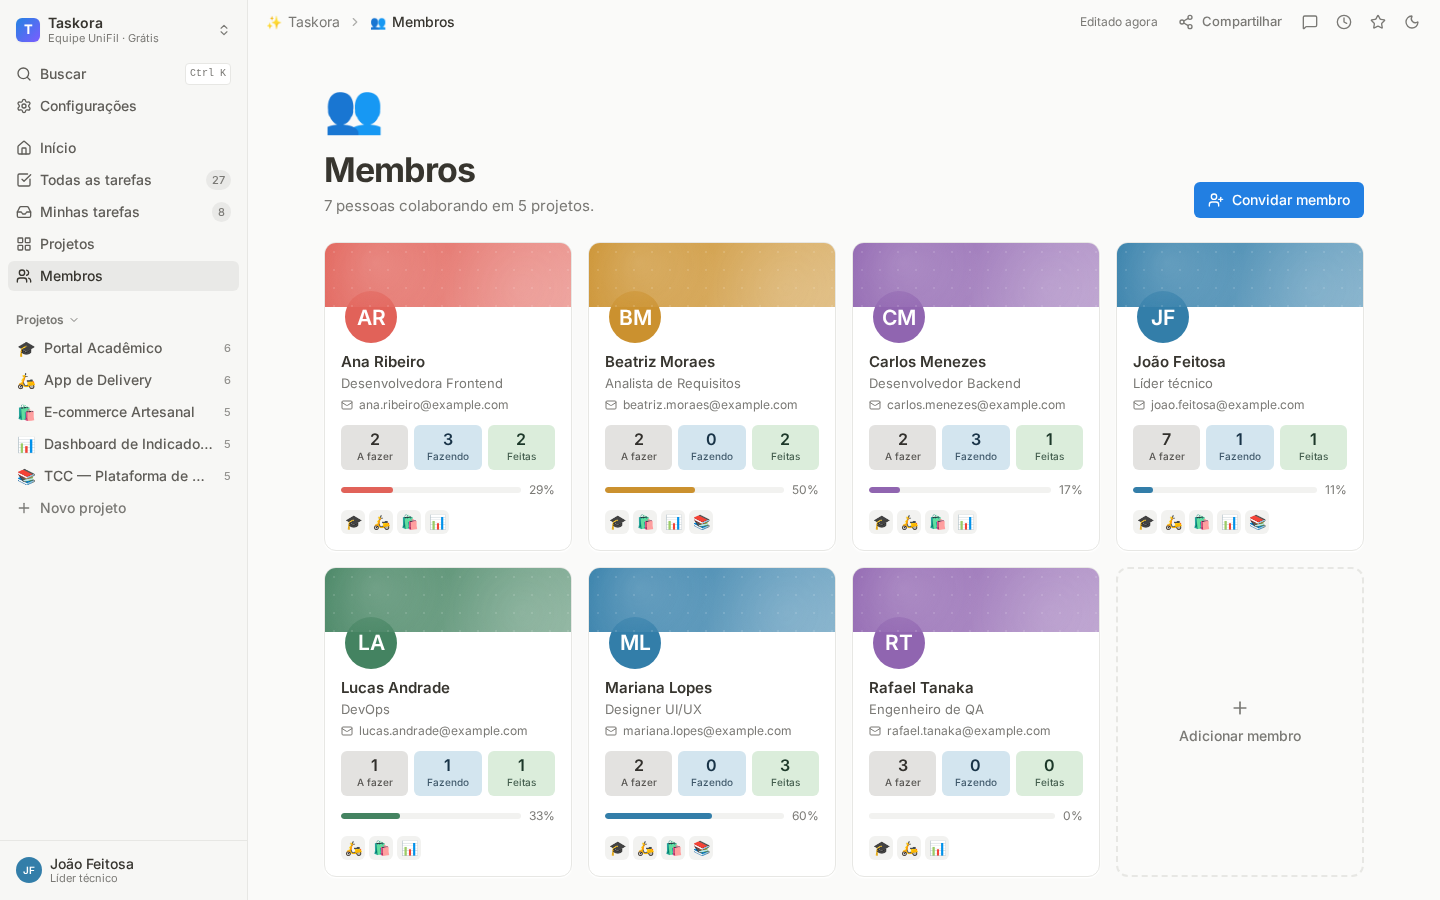 T
Taskora
Equipe UniFil · Grátis
Buscar
Ctrl K
Configurações
Início
Todas as tarefas
27
Minhas tarefas
8
Projetos
Membros
Projetos
Portal Acadêmico
6
App de Delivery
6
E-commerce Artesanal
5
Dashboard de Indicado...
5
TCC — Plataforma de ...
5
Novo projeto
JF
João Feitosa
Líder técnico
Taskora
Membros
Editado agora
Compartilhar
Membros
7 pessoas colaborando em 5 projetos.
Convidar membro
AR
Ana Ribeiro
Desenvolvedora Frontend
ana.ribeiro@example.com
2 3 2
A fazer Fazendo Feitas
29%
BM
Beatriz Moraes
Analista de Requisitos
beatriz.moraes@example.com
2 0 2
A fazer Fazendo Feitas
50%
CM
Carlos Menezes
Desenvolvedor Backend
carlos.menezes@example.com
2 3 1
A fazer Fazendo Feitas
17%
JF
João Feitosa
Líder técnico
joao.feitosa@example.com
7 1 1
A fazer Fazendo Feitas
11%
LA
Lucas Andrade
DevOps
lucas.andrade@example.com
1 1 1
A fazer Fazendo Feitas
33%
ML
Mariana Lopes
Designer UI/UX
mariana.lopes@example.com
2 0 3
A fazer Fazendo Feitas
60%
RT
Rafael Tanaka
Engenheiro de QA
rafael.tanaka@example.com
3 0 0
A fazer Fazendo Feitas
0%
Adicionar membro